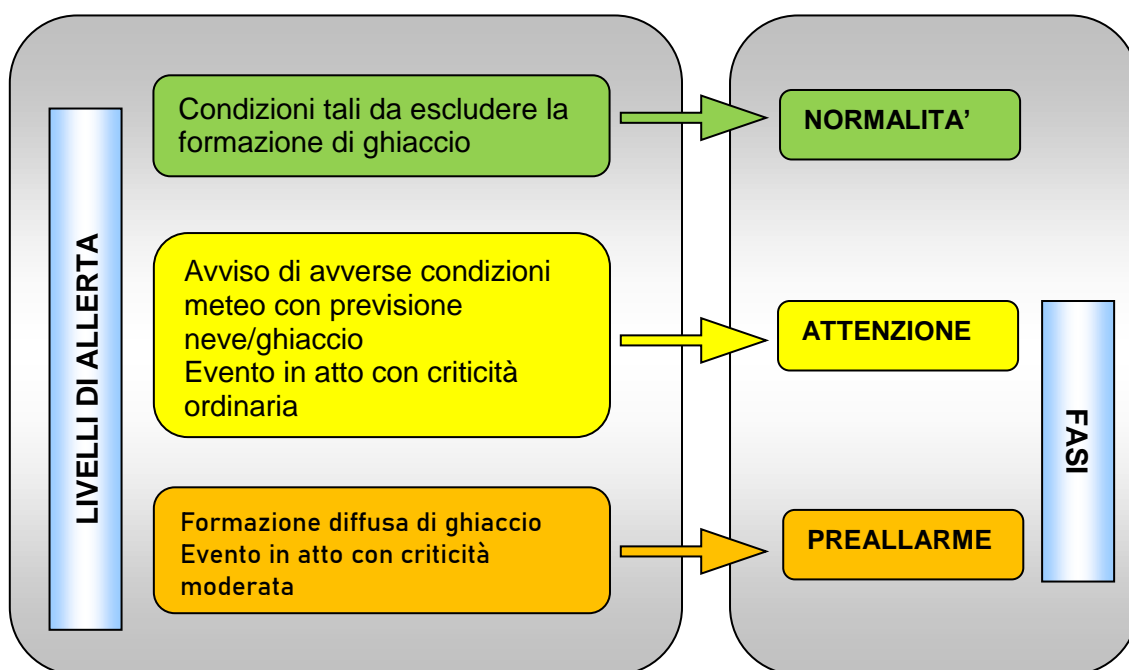 LIVELLI DI ALLERTA
Condizioni tali da escludere la
formazione di ghiaccio
NORMALITA’
Avviso di avverse condizioni
meteo con previsione
neve/ghiaccio
Evento in atto con criticità
ordinaria
ATTENZIONE
Formazione diffusa di ghiaccio
Evento in atto con criticità
moderata
PREALLARME
FASI